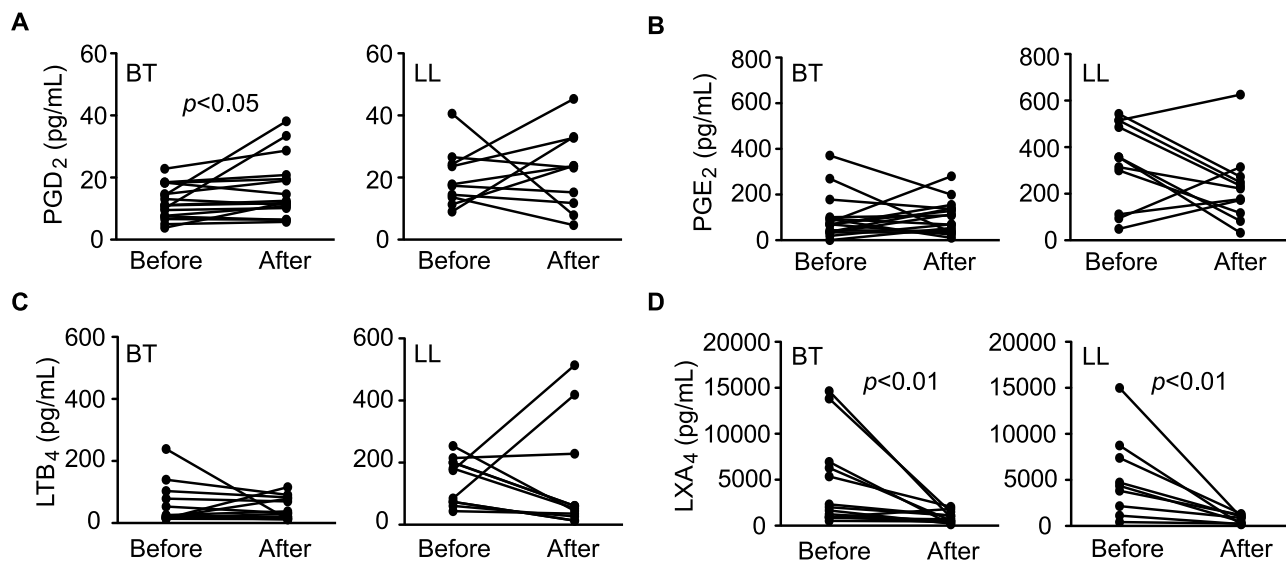 A
PGD2 (pg/mL)
60
40
20
0
BT
p<0.05
Before After
60
40
20
0
LL
Before After
B
PGE2 (pg/mL)
800
600
400
200
0
BT
Before After
800
600
400
200
0
LL
Before After
C
LTB4 (pg/mL)
600
400
200
0
BT
Before After
600
400
200
0
LL
Before After
D
LXA4 (pg/mL)
20000
15000
10000
5000
0
BT
p<0.01
Before After
20000
15000
10000
5000
0
LL
p<0.01
Before After